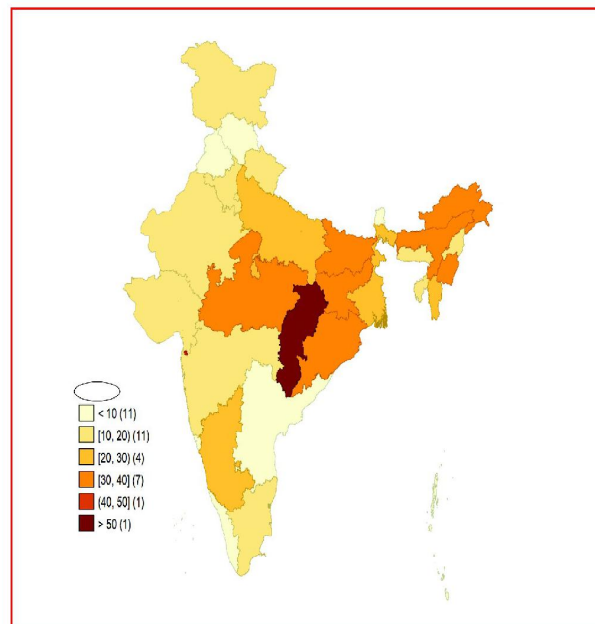 < 10 (11)
[10, 20) (11)
[20, 30) (4)
[30, 40] (7)
(40, 50] (1)
> 50 (1)